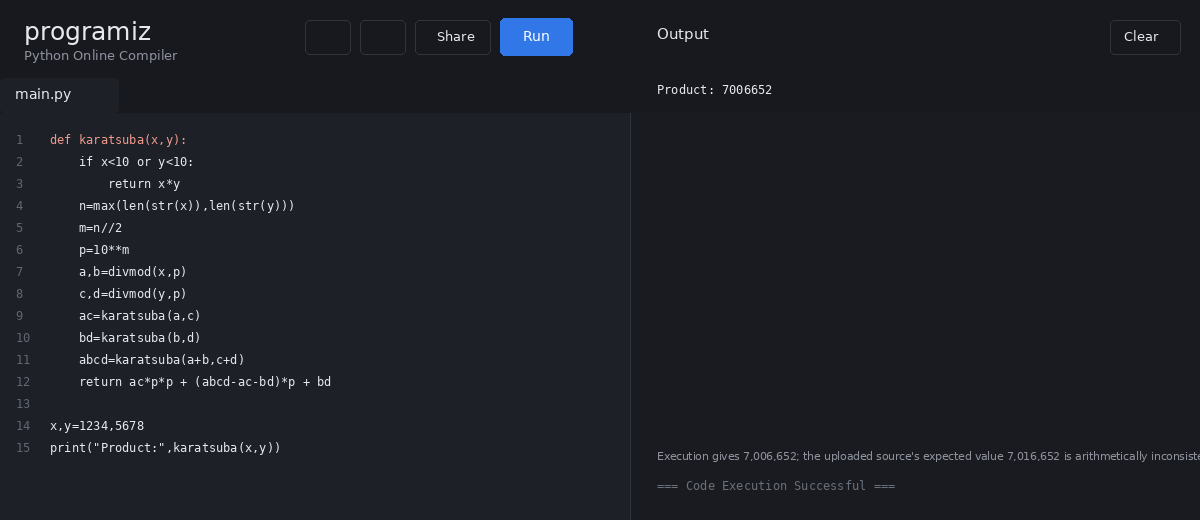 programiz
Python Online Compiler
Share
Run
Output
Clear
main.py
Product: 7006652
1 def karatsuba(x,y):
2     if x<10 or y<10:
3         return x*y
4     n=max(len(str(x)),len(str(y)))
5     m=n//2
6     p=10**m
7     a,b=divmod(x,p)
8     c,d=divmod(y,p)
9     ac=karatsuba(a,c)
10     bd=karatsuba(b,d)
11     abcd=karatsuba(a+b,c+d)
12     return ac*p*p + (abcd-ac-bd)*p + bd
13
14 x,y=1234,5678
15 print("Product:",karatsuba(x,y))
Execution gives 7,006,652; the uploaded source's expected value 7,016,652 is arithmetically
=== Code Execution Successful ===